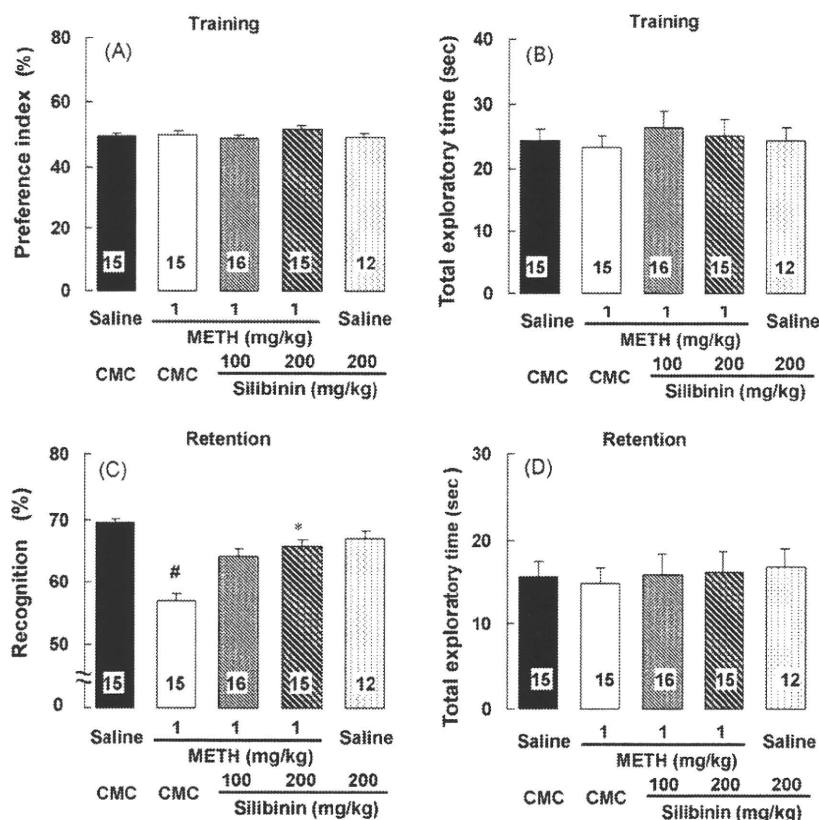 Training
(A)
Preference index (%)
80
60
40
20
0
15
15
16
15
12
Saline
1
1
1
Saline
METH (mg/kg)
CMC
CMC
100
200
200
Silibinin (mg/kg)
Training
(B)
Total exploratory time (sec)
40
30
20
10
0
15
15
16
15
12
Saline
1
1
1
Saline
METH (mg/kg)
CMC
CMC
100
200
200
Silibinin (mg/kg)
Retention
(C)
Recognition (%)
80
70
60
50
0
#
*
15
15
16
15
12
Saline
1
1
1
Saline
METH (mg/kg)
CMC
CMC
100
200
200
Silibinin (mg/kg)
Retention
(D)
Total exploratory time (sec)
30
20
10
0
15
15
16
15
12
Saline
1
1
1
Saline
METH (mg/kg)
CMC
CMC
100
200
200
Silibinin (mg/kg)